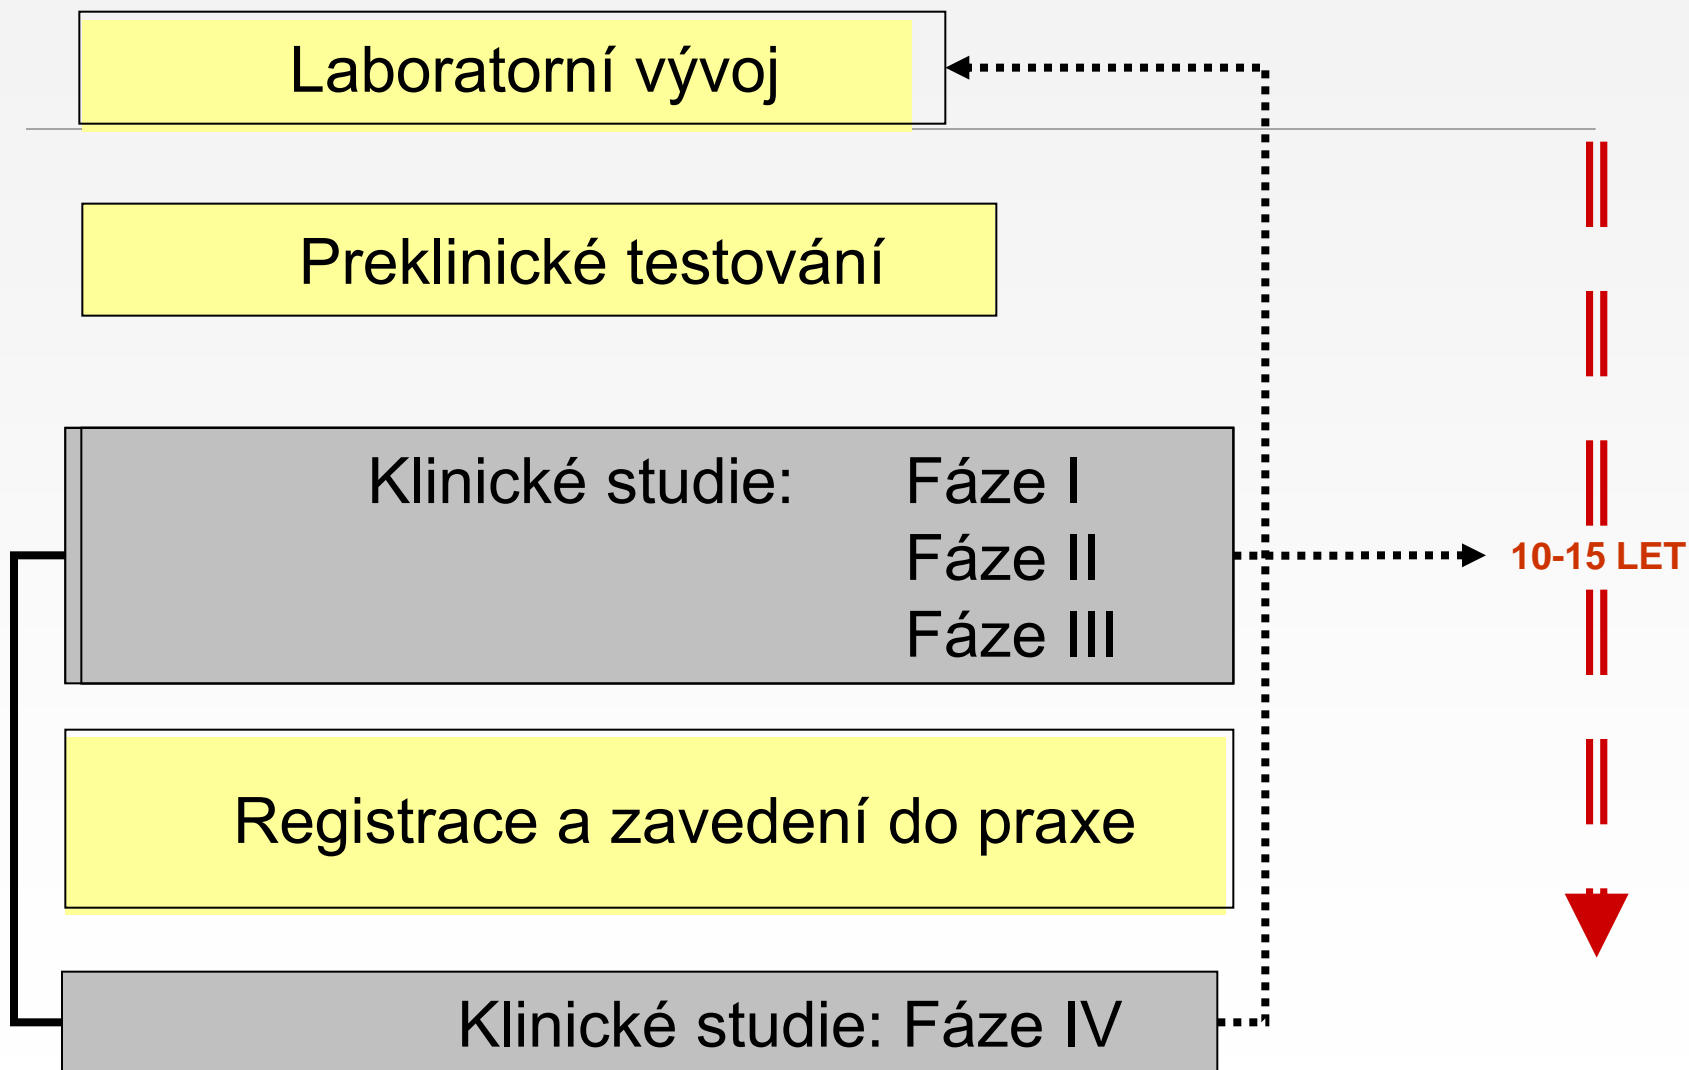 Laboratorní vývoj
Preklinické testování
Klinické studie: Fáze I
Fáze II
Fáze III
10-15 LET
Registrace a zavedení do praxe
Klinické studie: Fáze IV